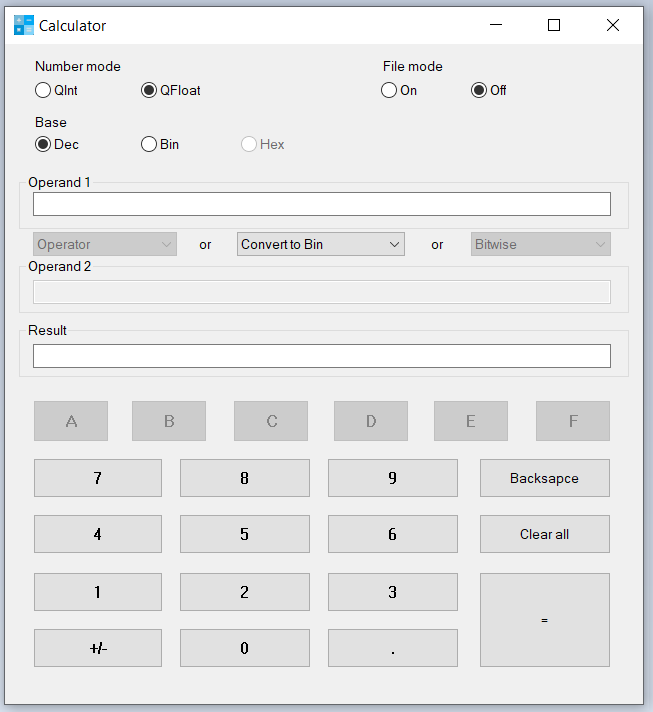 Calculator
Number mode File mode
QInt QFloat On Off
Base
Dec Bin Hex
Operand 1
Operator or Convert to Bin or Bitwise
Operand 2
Result
A B C D E F
7 8 9 Backsapce
4 5 6 Clear all
1 2 3
=
+/- 0 .